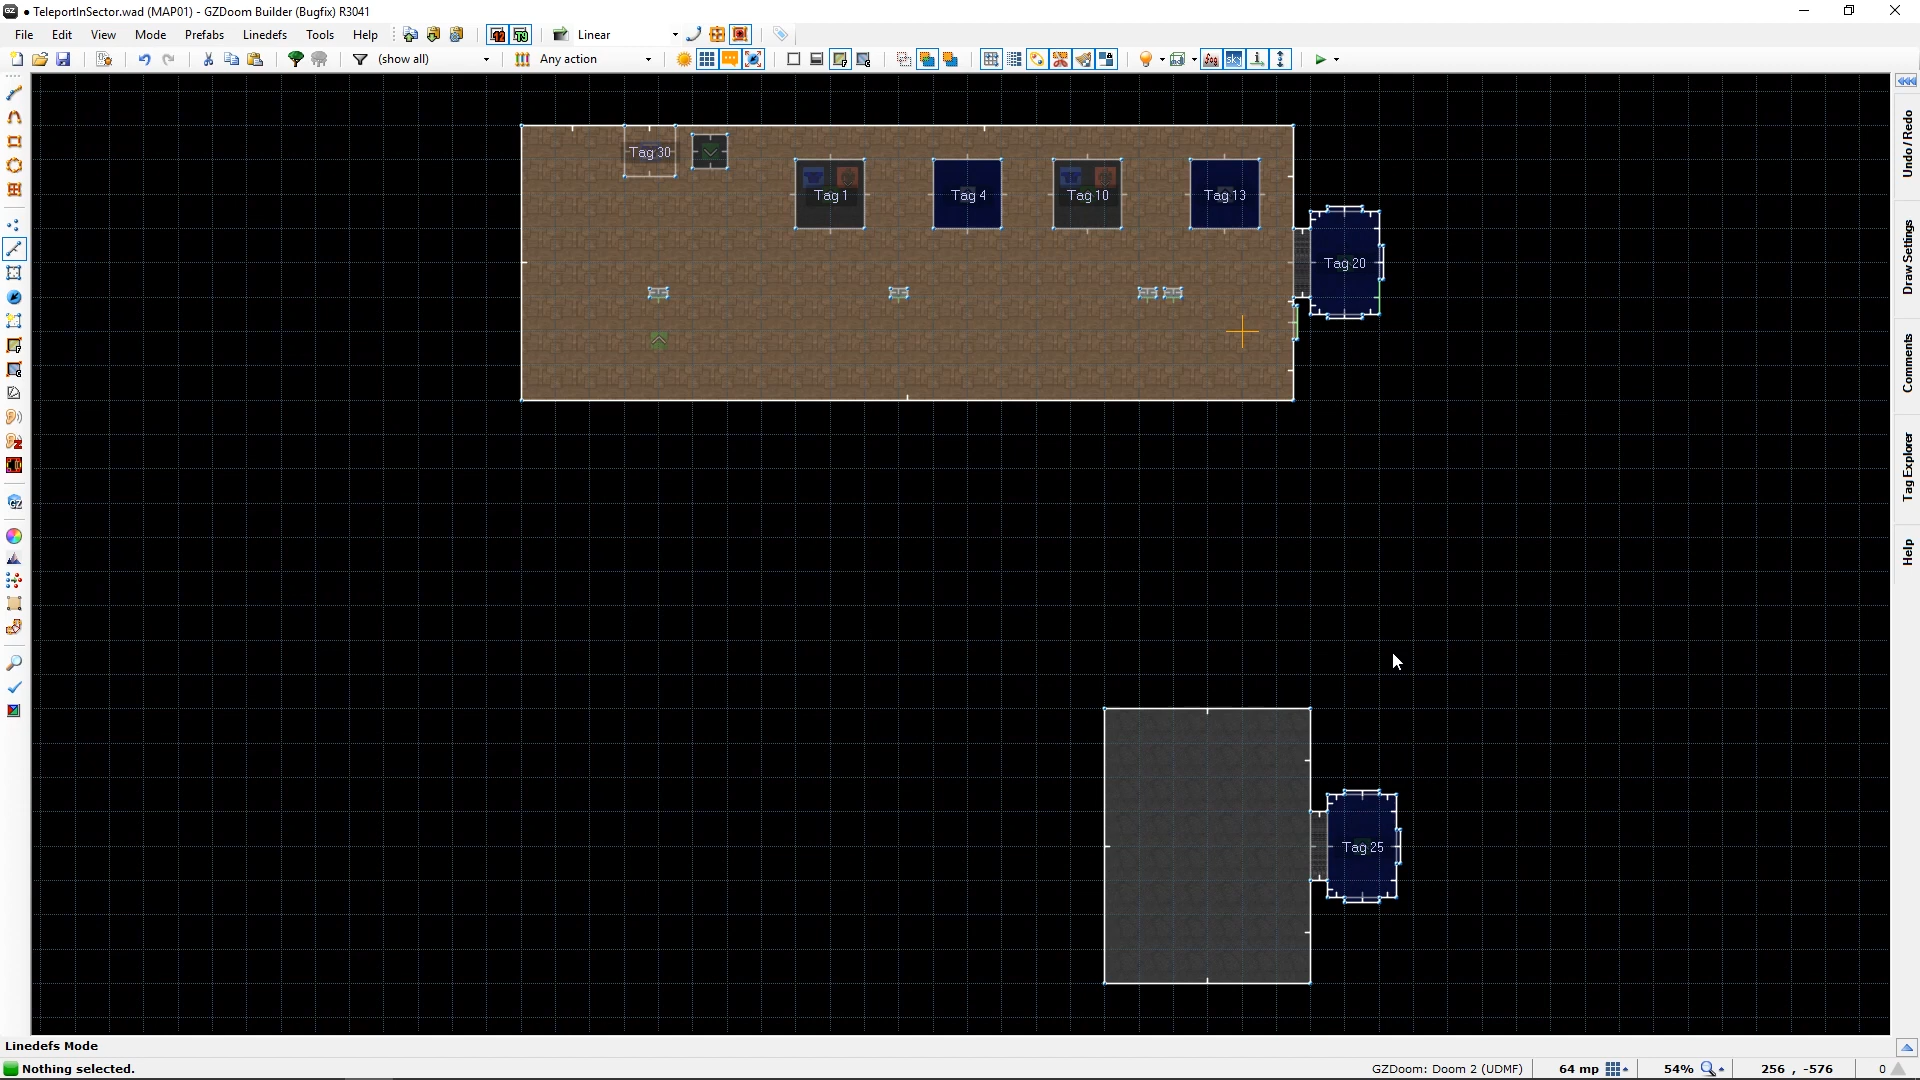 ● TeleportInSector.wad (MAP01) - GZDoom Builder (Bugfix) R3041
File Edit View Mode Prefabs Linedefs Tools Help Linear
(show all) Any action
Tag 30
Tag 1 Tag 4 Tag 10 Tag 13
Tag 20
Tag 25
Undo/Redo
Draw Settings
Comments
Tag Explorer
Help
Linedefs Mode
Nothing selected. GZDoom: Doom 2 (UDMF) 64 mp 54% 256 , -576 0